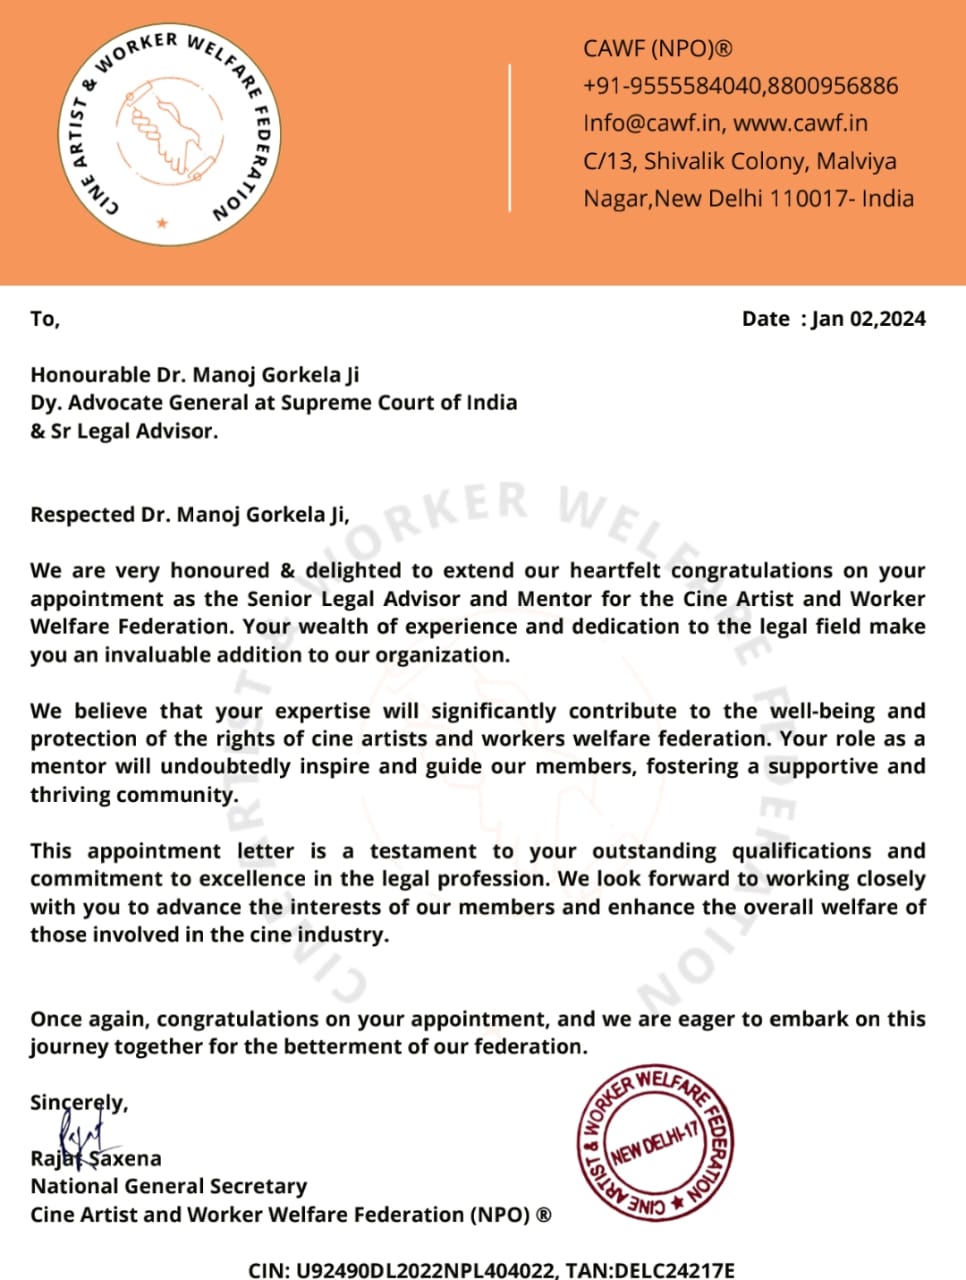 CINE ARTIST & WORKER WELFARE FEDERATION
CAWF (NPO)®
+91-9555584040,8800956886
Info@cawf.in, www.cawf.in
C/13, Shivalik Colony, Malviya
Nagar,New Delhi 110017- India
To,
Date : Jan 02,2024
Honourable Dr. Manoj Gorkela Ji
Dy. Advocate General at Supreme Court of India
& Sr Legal Advisor.
Respected Dr. Manoj Gorkela Ji,
We are very honoured & delighted to extend our heartfelt congratulations on your
appointment as the Senior Legal Advisor and Mentor for the Cine Artist and Worker
Welfare Federation. Your wealth of experience and dedication to the legal field make
you an invaluable addition to our organization.
We believe that your expertise will significantly contribute to the well-being and
protection of the rights of cine artists and workers welfare federation. Your role as a
mentor will undoubtedly inspire and guide our members, fostering a supportive and
thriving community.
This appointment letter is a testament to your outstanding qualifications and
commitment to excellence in the legal profession. We look forward to working closely
with you to advance the interests of our members and enhance the overall welfare of
those involved in the cine industry.
Once again, congratulations on your appointment, and we are eager to embark on this
journey together for the betterment of our federation.
Sincerely,
Rajat
Rajat Saxena
National General Secretary
Cine Artist and Worker Welfare Federation (NPO) ®
CINE ARTIST & WORKER WELFARE FEDERATION
NEW DELHI-17
CINE ARTIST & WORKER WELFARE FEDERATION
CIN: U92490DL2022NPL404022, TAN:DELC24217E